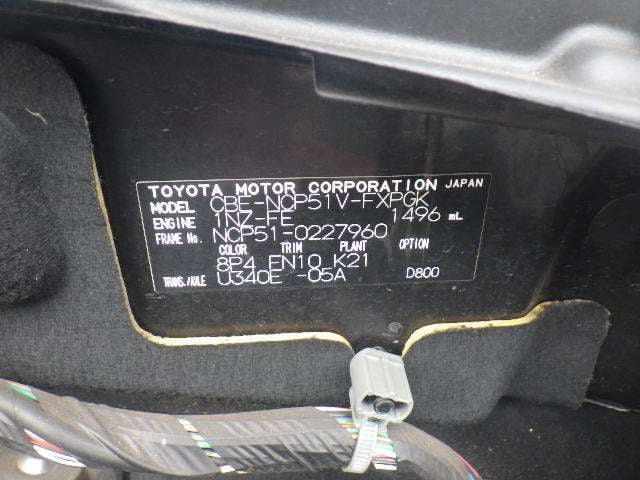 TOYOTA MOTOR CORPORATION JAPAN
MODEL CBE-NCP51V-FXPGK
ENGINE 1NZ-FE 1496 mL
FRAME No. NCP51-0227960
COLOR TRIM PLANT OPTION
8P4 FN10 K21
TRANS./AXLE U340E -05A D800